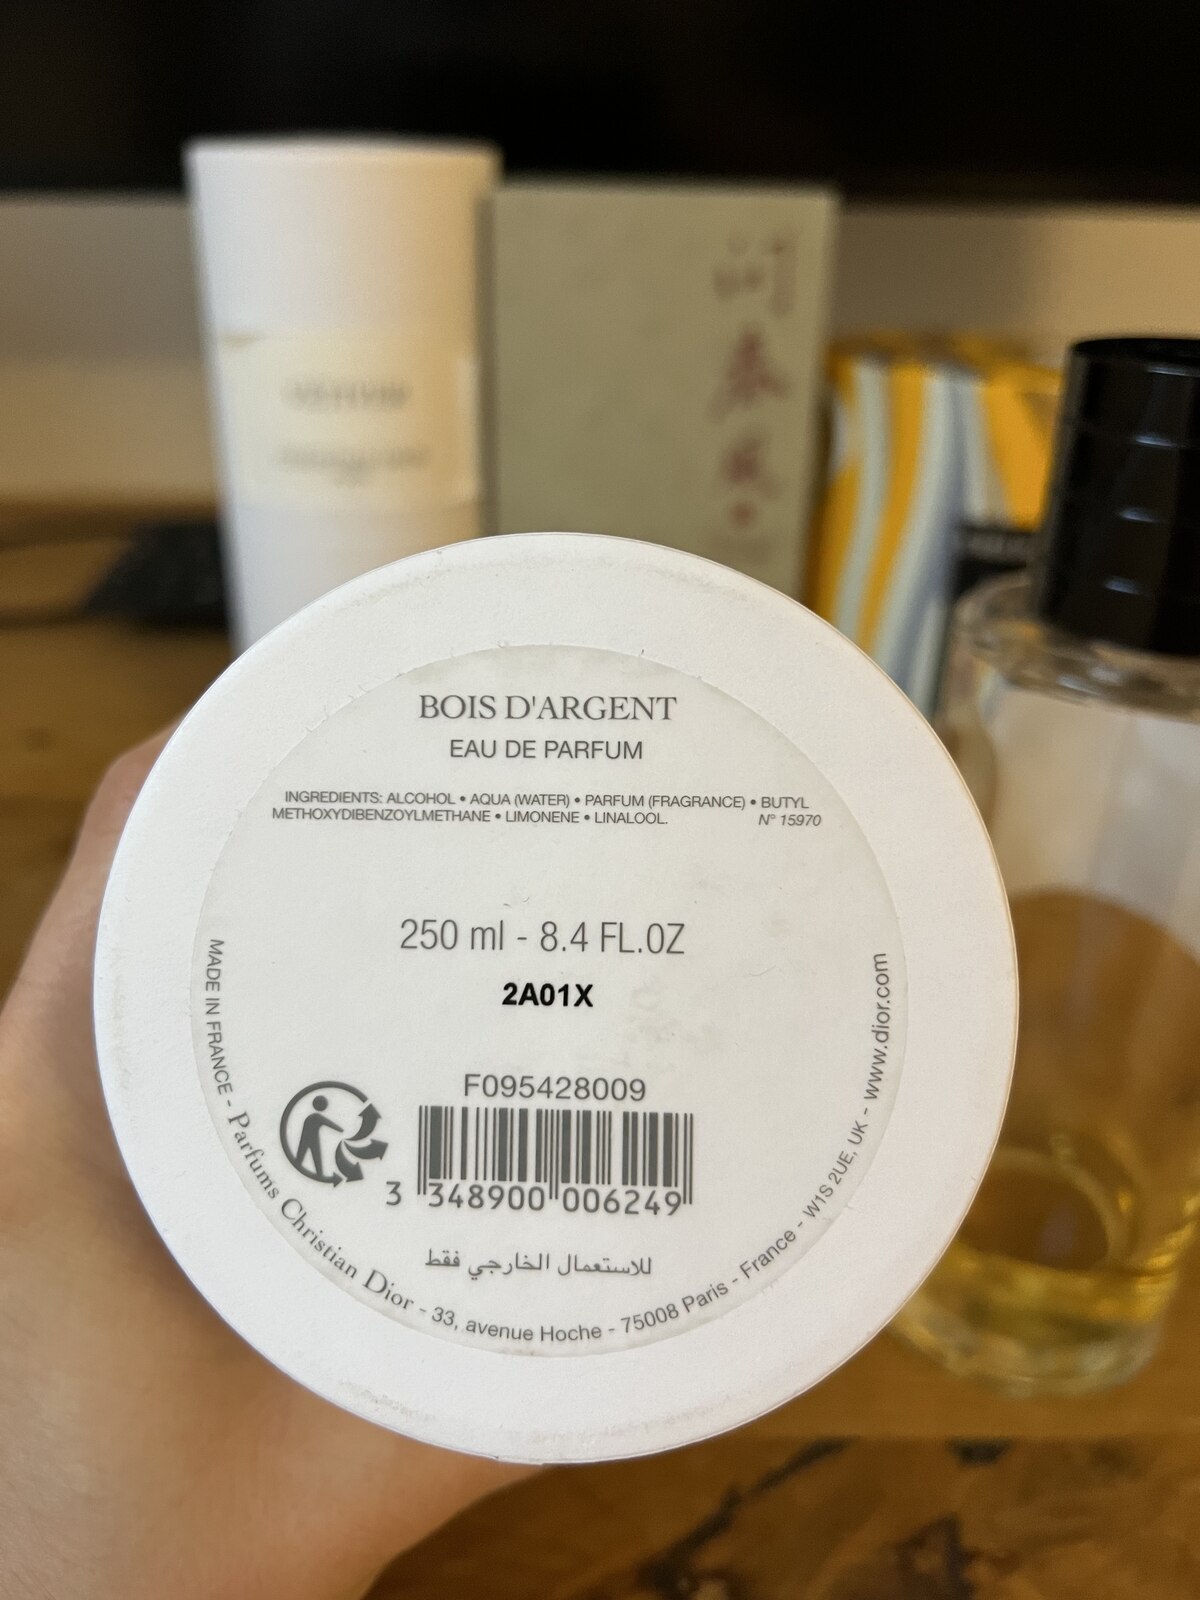 BOIS D'ARGENT
EAU DE PARFUM
INGREDIENTS: ALCOHOL • AQUA (WATER) • PARFUM (FRAGRANCE) • BUTYL
METHOXYDIBENZOYLMETHANE • LIMONENE • LINALOOL.
N° 15970
250 ml - 8.4 FL.OZ
2A01X
F095428009
3 348900 006249
للاستعمال الخارجي فقط
MADE IN FRANCE - Parfums Christian Dior - 33, avenue Hoche - 75008 Paris - France - W1S 2UE, UK - www.dior.com